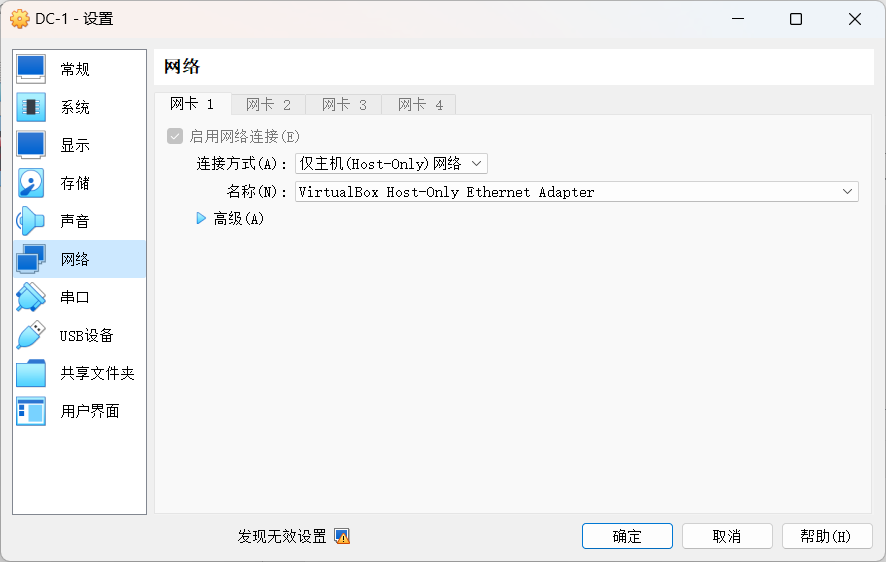 DC-1 - 设置
常规
系统
显示
存储
声音
网络
串口
USB设备
共享文件夹
用户界面
网络
网卡 1 网卡 2 网卡 3 网卡 4
启用网络连接(E)
连接方式(A): 仅主机(Host-Only)网络
名称(N): VirtualBox Host-Only Ethernet Adapter
高级(A)
发现无效设置
确定 取消 帮助(H)